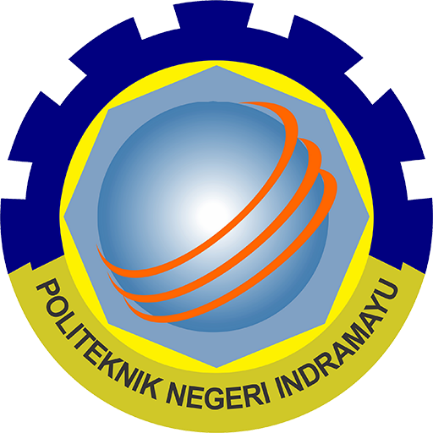 POLITEKNIK NEGERI INDRAMAYU